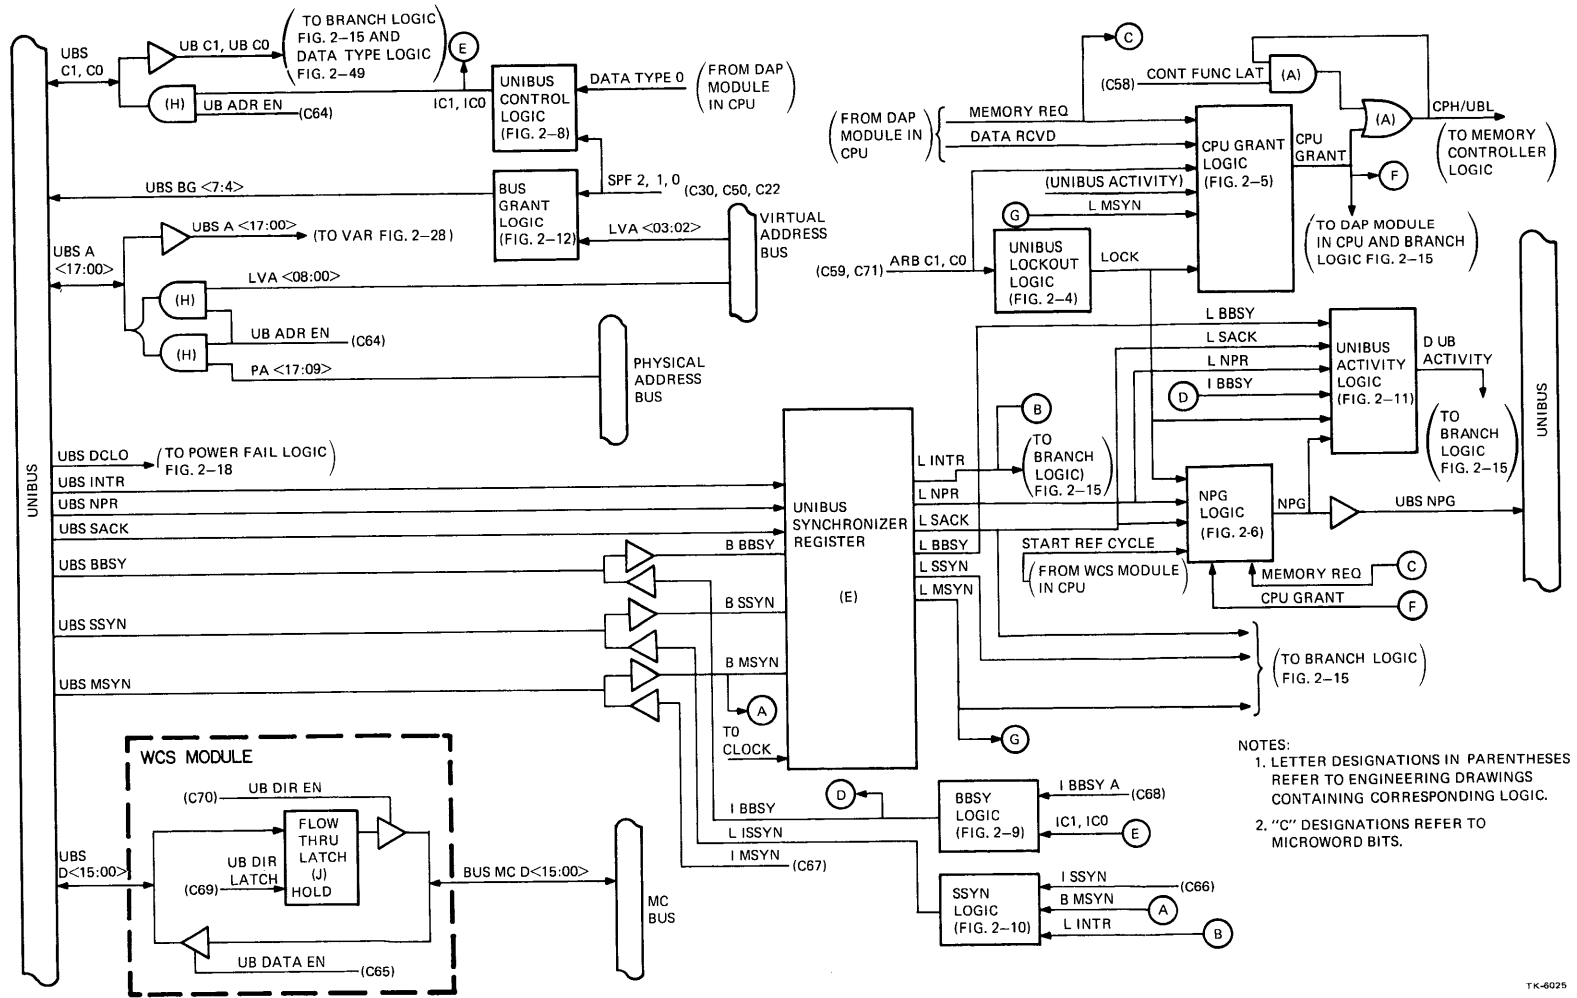 UBS
C1, C0
UB C1, UB C0
TO BRANCH LOGIC
FIG. 2–15 AND
DATA TYPE LOGIC
FIG. 2–49
E
(H)
UB ADR EN
(C64)
IC1, IC0
UNIBUS
CONTROL
LOGIC
(FIG. 2–8)
DATA TYPE 0
(FROM DAP
MODULE
IN CPU)
UBS BG <7:4>
BUS
GRANT
LOGIC
(FIG. 2–12)
SPF 2, 1, 0
(C30, C50, C22
LVA <03:02>
VIRTUAL
ADDRESS
BUS
UBS A
<17:00>
UBS A <17:00>
(TO VAR FIG. 2–28)
LVA <08:00>
(H)
UB ADR EN
(C64)
(H)
PA <17:09>
PHYSICAL
ADDRESS
BUS
UNIBUS
UBS DCLO
(TO POWER FAIL LOGIC)
FIG. 2–18
UBS INTR
UBS NPR
UBS SACK
UBS BBSY
UBS SSYN
UBS MSYN
B BBSY
B SSYN
B MSYN
A
TO
CLOCK
UNIBUS
SYNCHRONIZER
REGISTER
(E)
L INTR
L NPR
L SACK
L BBSY
L SSYN
L MSYN
B
(TO
BRANCH
LOGIC)
FIG. 2–15)
C
CONT FUNC LAT
(C58)
(A)
(A)
CPH/UBL
(TO MEMORY
CONTROLLER
LOGIC)
(FROM DAP
MODULE IN
CPU)
MEMORY REQ
DATA RCVD
(UNIBUS ACTIVITY)
G
L MSYN
CPU GRANT
LOGIC
(FIG. 2–5)
CPU
GRANT
F
(TO DAP MODULE
IN CPU AND BRANCH
LOGIC FIG. 2–15)
(C59, C71)
ARB C1, C0
UNIBUS
LOCKOUT
LOGIC
(FIG. 2–4)
LOCK
L BBSY
L SACK
L NPR
D
I BBSY
UNIBUS
ACTIVITY
LOGIC
(FIG. 2–11)
D UB
ACTIVITY
(TO
BRANCH
LOGIC
FIG. 2–15)
UNIBUS
NPG
LOGIC
(FIG. 2-6)
NPG
UBS NPG
START REF CYCLE
(FROM WCS MODULE)
IN CPU
MEMORY REQ
C
CPU GRANT
F
(TO BRANCH LOGIC)
FIG. 2–15
G
WCS MODULE
(C70)
UB DIR EN
FLOW
THRU
LATCH
(J)
HOLD
UB DIR
LATCH
(C69)
UBS
D<15:00>
UB DATA EN
(C65)
BUS MC D<15:00>
MC
BUS
D
I BBSY
L ISSYN
I MSYN
(C67)
BBSY
LOGIC
(FIG. 2–9)
I BBSY A
(C68)
IC1, IC0
E
SSYN
LOGIC
(FIG. 2–10)
I SSYN
(C66)
B MSYN
A
L INTR
B
NOTES:
1. LETTER DESIGNATIONS IN PARENTHESES
REFER TO ENGINEERING DRAWINGS
CONTAINING CORRESPONDING LOGIC.
2. "C" DESIGNATIONS REFER TO
MICROWORD BITS.
TK-6025